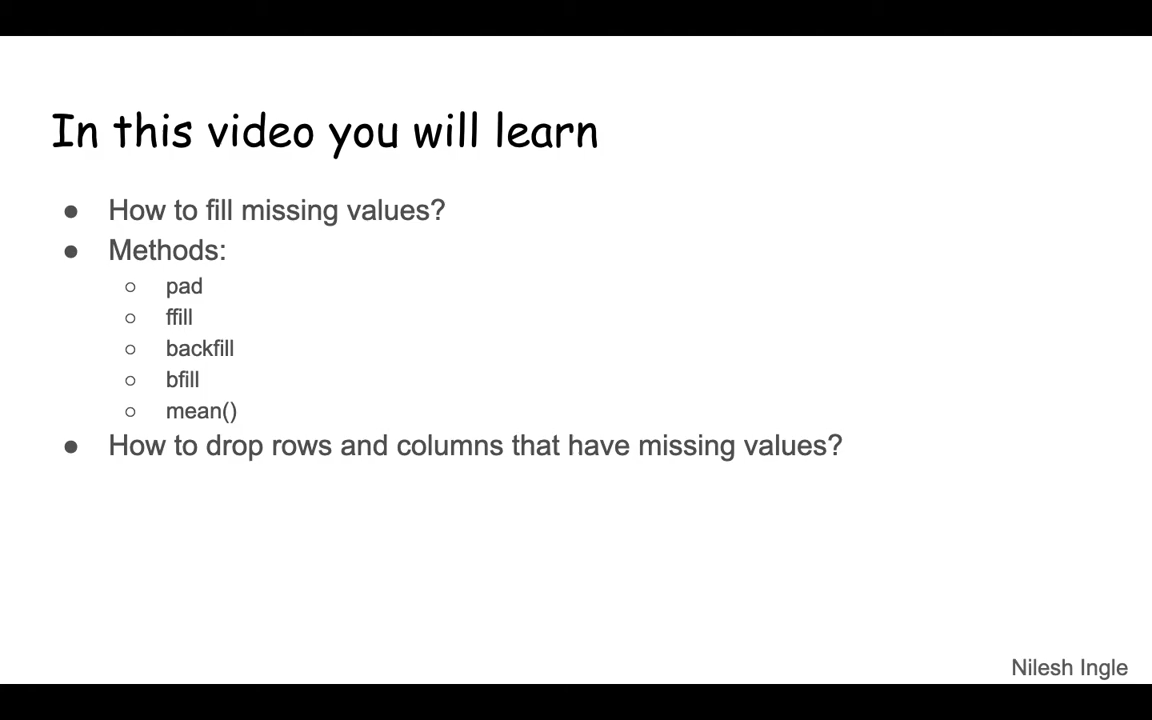 In this video you will learn
● How to fill missing values?
● Methods:
○ pad
○ ffill
○ backfill
○ bfill
○ mean()
● How to drop rows and columns that have missing values?
Nilesh Ingle